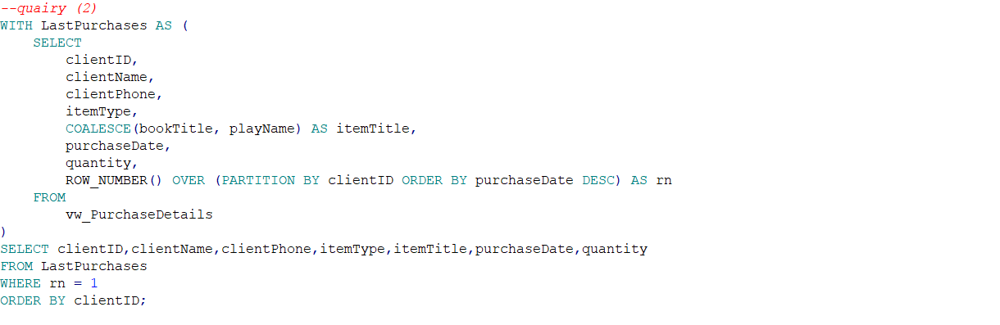 --quairy (2)
WITH LastPurchases AS (
    SELECT
        clientID,
        clientName,
        clientPhone,
        itemType,
        COALESCE(bookTitle, playName) AS itemTitle,
        purchaseDate,
        quantity,
        ROW_NUMBER() OVER (PARTITION BY clientID ORDER BY purchaseDate DESC) AS rn
    FROM
        vw_PurchaseDetails
)
SELECT clientID,clientName,clientPhone,itemType,itemTitle,purchaseDate,quantity
FROM LastPurchases
WHERE rn = 1
ORDER BY clientID;